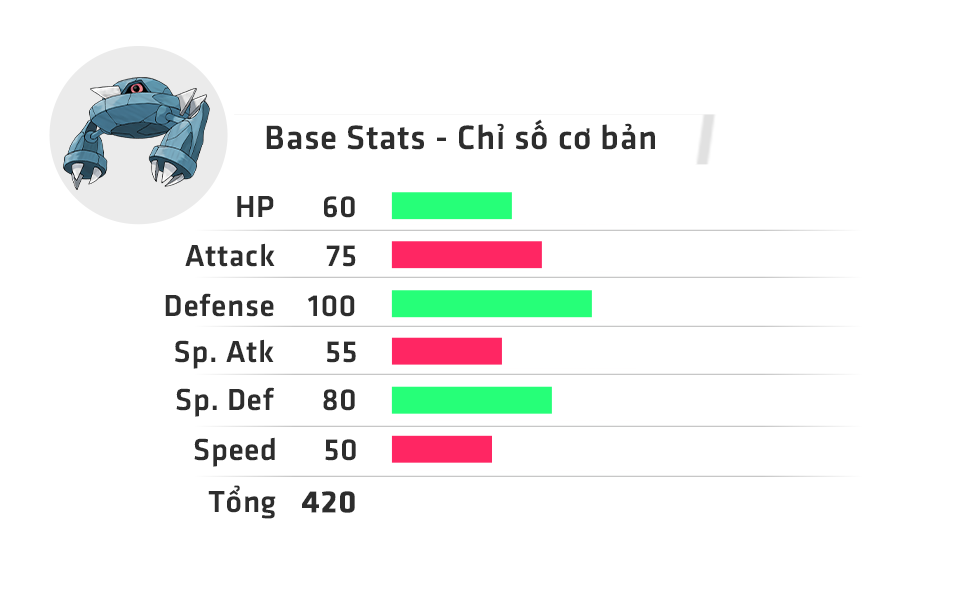 Base Stats - Chỉ số cơ bản
HP 60
Attack 75
Defense 100
Sp. Atk 55
Sp. Def 80
Speed 50
Tổng 420